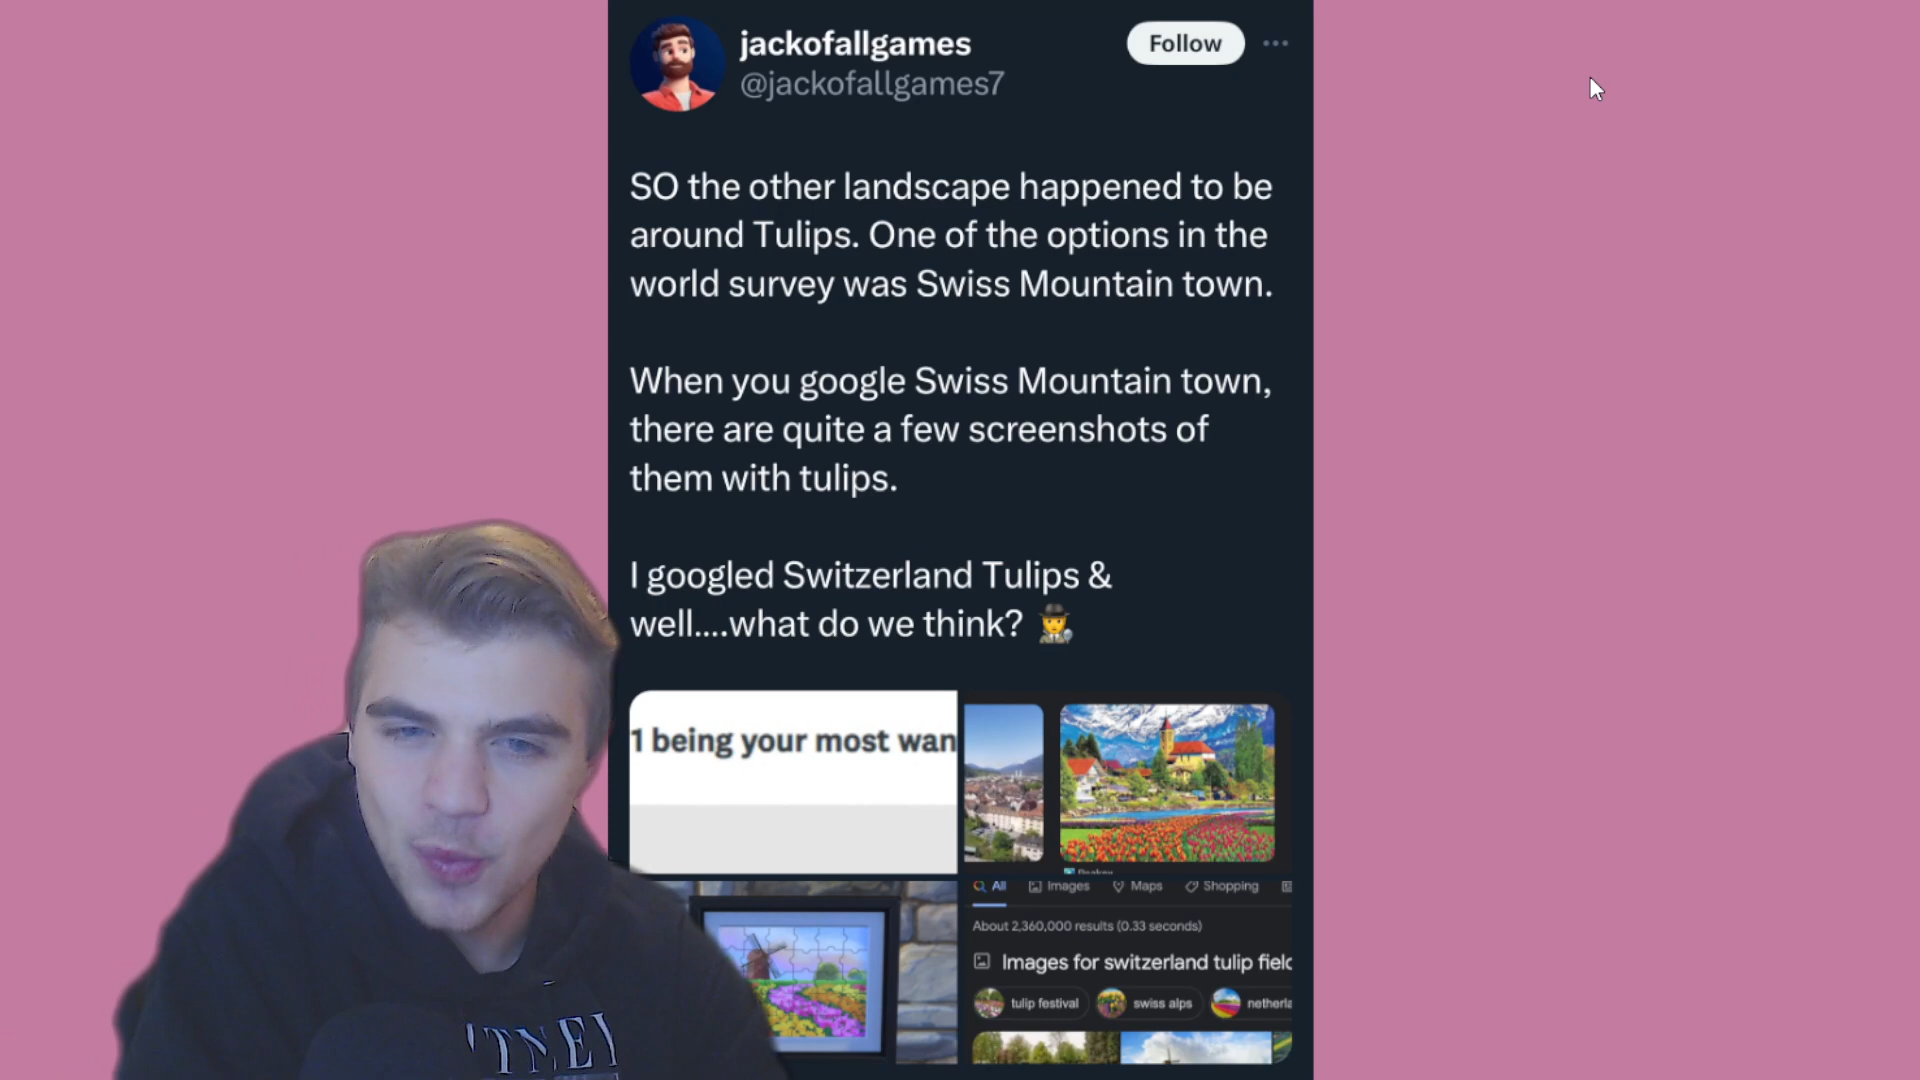 jackofallgames
@jackofallgames7
Follow
SO the other landscape happened to be
around Tulips. One of the options in the
world survey was Swiss Mountain town.
When you google Swiss Mountain town,
there are quite a few screenshots of
them with tulips.
I googled Switzerland Tulips &
well....what do we think? 🕵️
1 being your most wan
All Images Maps Shopping
About 2,360,000 results (0.33 seconds)
Images for switzerland tulip fiel
tulip festival swiss alps netherla
TNEY